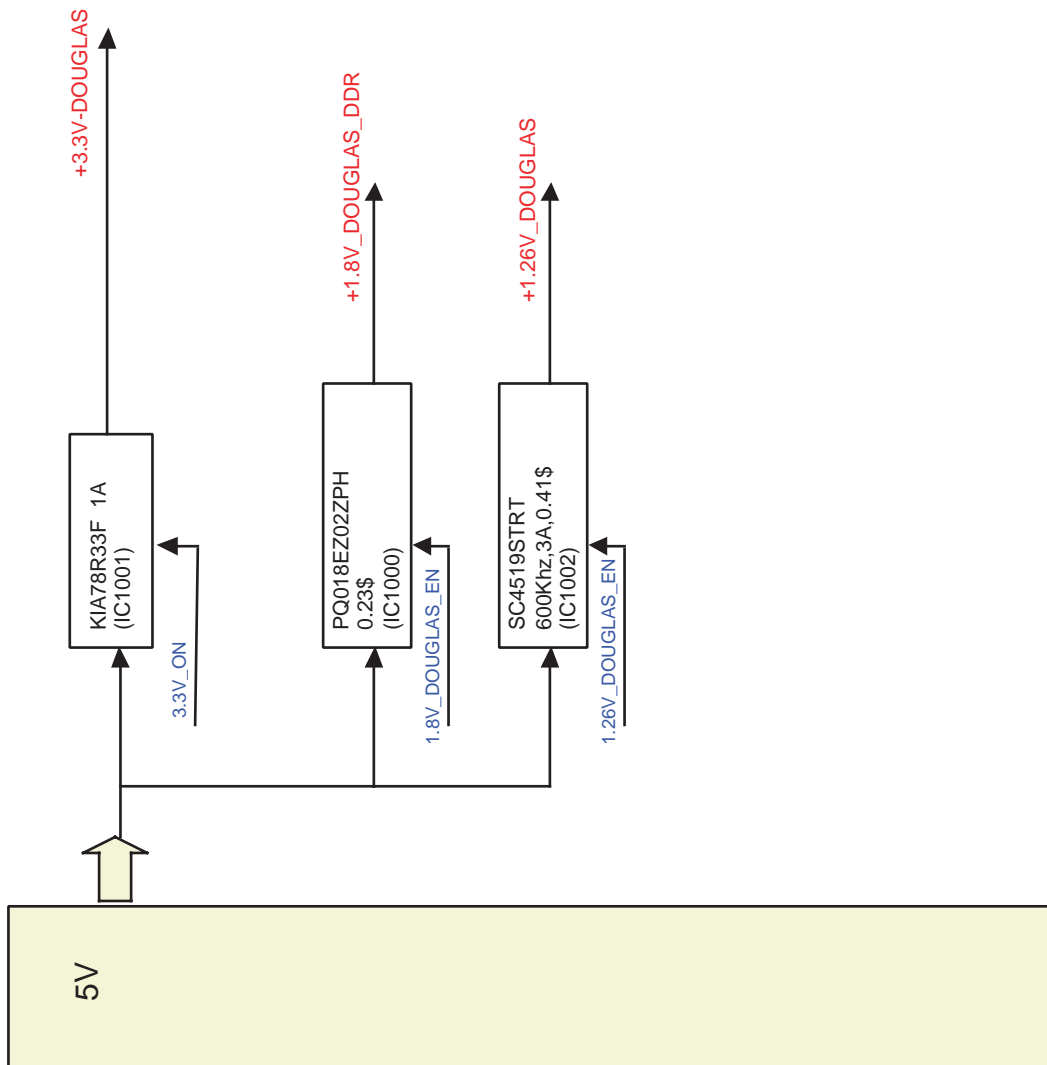 5V
3.3V_ON
KIA78R33F 1A
(IC1001)
+3.3V-DOUGLAS
1.8V_DOUGLAS_EN
PQ018EZ02ZPH
0.23$
(IC1000)
+1.8V_DOUGLAS_DDR
1.26V_DOUGLAS_EN
SC4519STRT
600Khz,3A,0.41$
(IC1002)
+1.26V_DOUGLAS